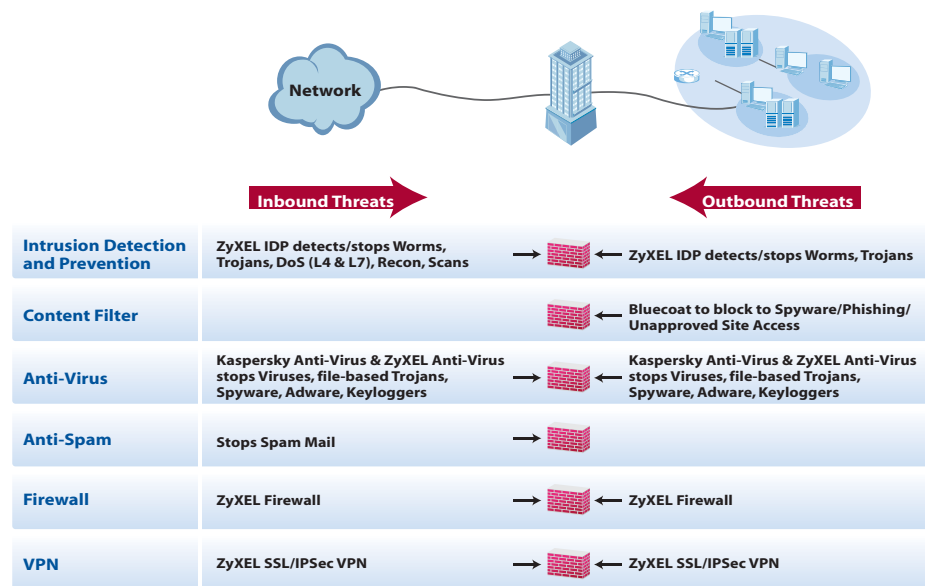 Network
Inbound Threats
Outbound Threats
Intrusion Detection
and Prevention
ZyXEL IDP detects/stops Worms,
Trojans, DoS (L4 & L7), Recon, Scans
ZyXEL IDP detects/stops Worms, Trojans
Content Filter
Bluecoat to block to Spyware/Phishing/
Unapproved Site Access
Anti-Virus
Kaspersky Anti-Virus & ZyXEL Anti-Virus
stops Viruses, file-based Trojans,
Spyware, Adware, Keyloggers
Kaspersky Anti-Virus & ZyXEL Anti-Virus
stops Viruses, file-based Trojans,
Spyware, Adware, Keyloggers
Anti-Spam
Stops Spam Mail
Firewall
ZyXEL Firewall
ZyXEL Firewall
VPN
ZyXEL SSL/IPSec VPN
ZyXEL SSL/IPSec VPN